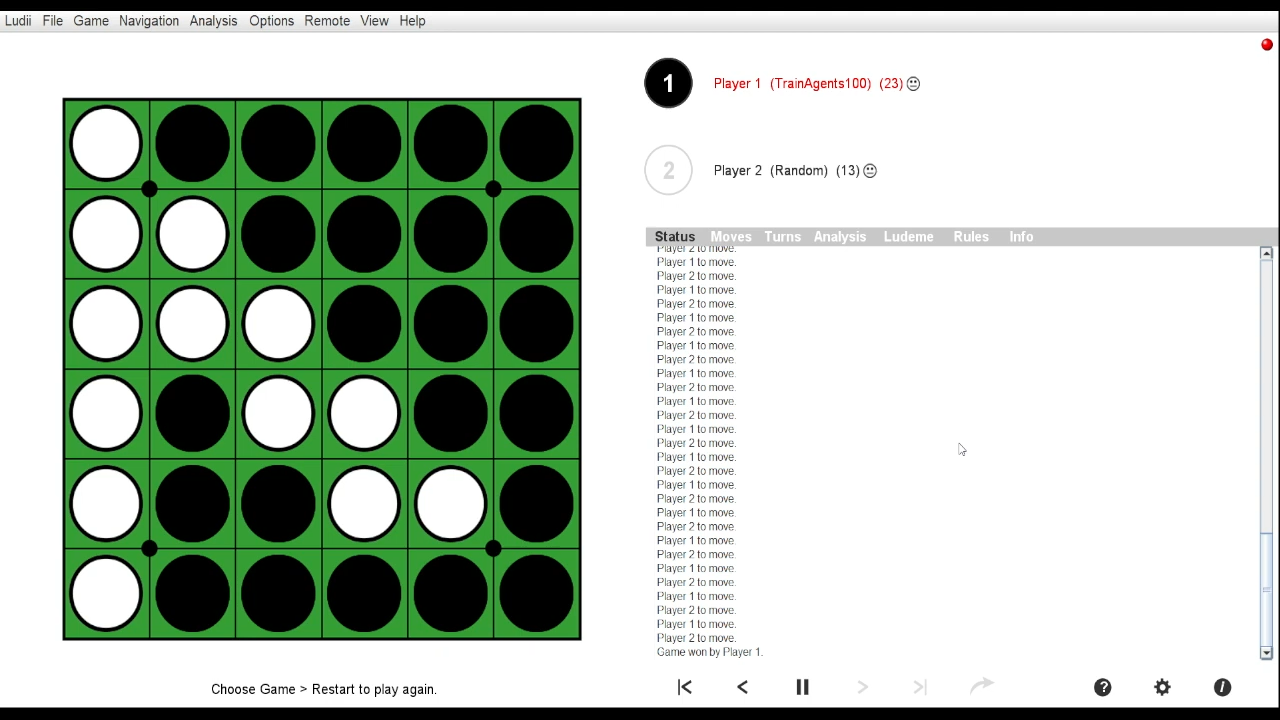 Ludii File Game Navigation Analysis Options Remote View Help
1 Player 1 (TrainAgents100) (23)
2 Player 2 (Random) (13)
Status Moves Turns Analysis Ludeme Rules Info
Player 2 to move.
Player 1 to move.
Player 2 to move.
Player 1 to move.
Player 2 to move.
Player 1 to move.
Player 2 to move.
Player 1 to move.
Player 2 to move.
Player 1 to move.
Player 2 to move.
Player 1 to move.
Player 2 to move.
Player 1 to move.
Player 2 to move.
Player 1 to move.
Player 2 to move.
Player 1 to move.
Player 2 to move.
Player 1 to move.
Player 2 to move.
Player 1 to move.
Player 2 to move.
Player 1 to move.
Player 2 to move.
Player 1 to move.
Player 2 to move.
Player 1 to move.
Player 2 to move.
Game won by Player 1.
Choose Game > Restart to play again.